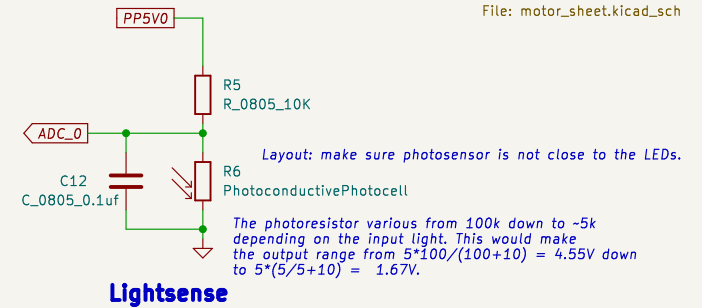 PP5V0
File: motor_sheet.kicad_sch
R5
R_0805_10K
ADC_0
Layout: make sure photosensor is not close to the LEDs.
R6
C12
PhotoconductivePhotocell
C_0805_0.1uf
The photoresistor various from 100k down to ~5k
depending on the input light. This would make
the output range from 5*100/(100+10) = 4.55V down
to 5*(5/5+10) =  1.67V.
Lightsense